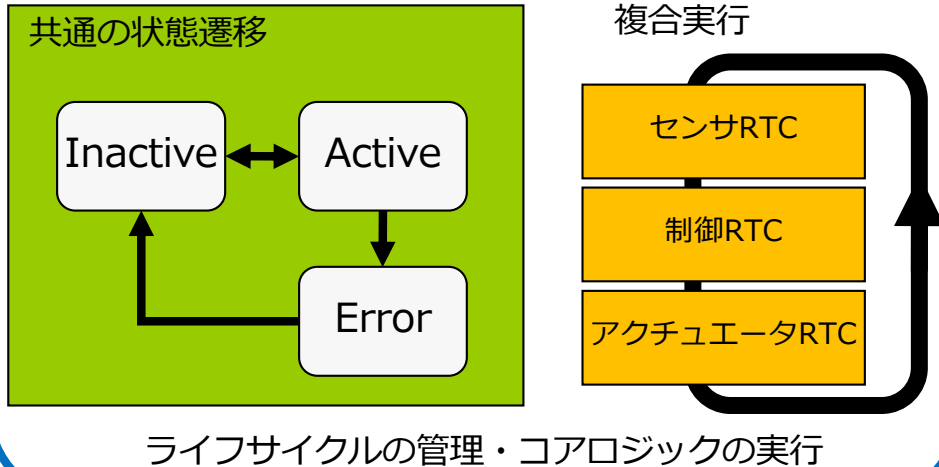 共通の状態遷移
Inactive
Active
Error
複合実行
センサRTC
制御RTC
アクチュエータRTC
ライフサイクルの管理・コアロジックの実行